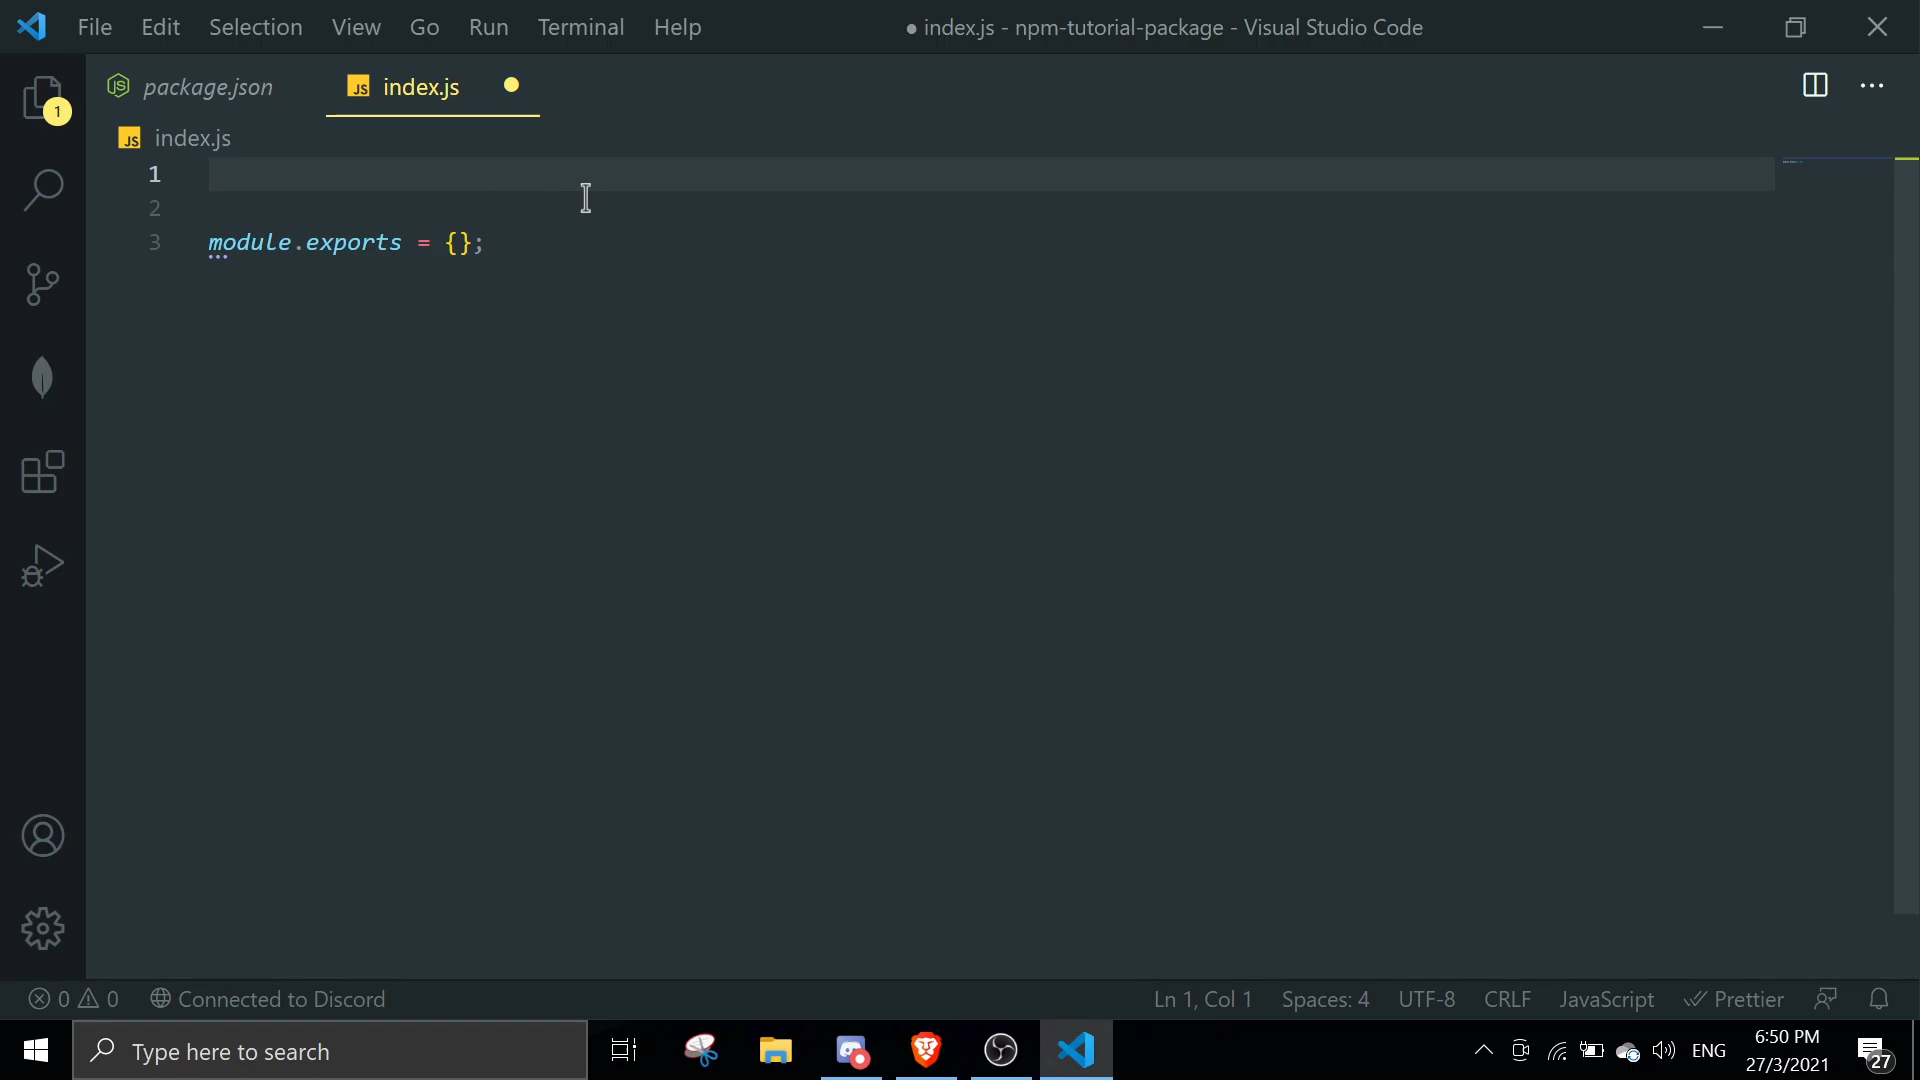 File Edit Selection View Go Run Terminal Help ● index.js - npm-tutorial-package - Visual Studio Code
1
package.json JS index.js
JS index.js
1
2
3 module.exports = {};
0 0 Connected to Discord Ln 1, Col 1 Spaces: 4 UTF-8 CRLF JavaScript Prettier
Type here to search ENG 6:50 PM
27/3/2021
27